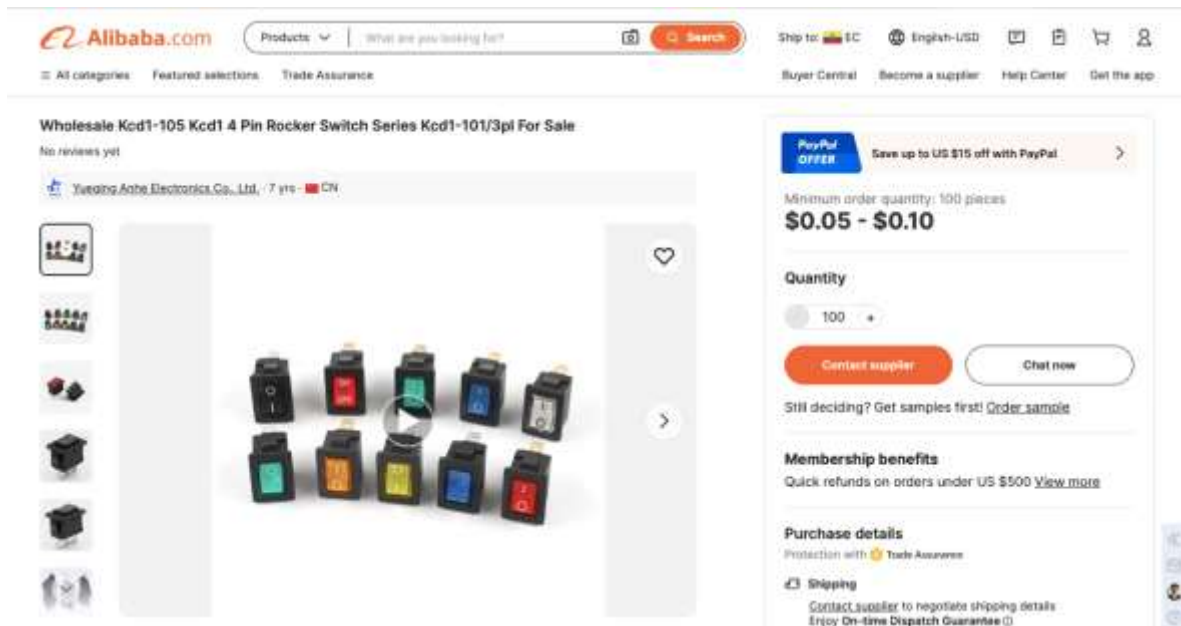 Alibaba.com
Products
What are you looking for?
Search
Ship to: EC
English-USD
All categories
Featured selections
Trade Assurance
Buyer Central
Become a supplier
Help Center
Get the app
Wholesale Kcd1-105 Kcd1 4 Pin Rocker Switch Series Kcd1-101/3pl For Sale
No reviews yet
Yueqing Aohe Electronics Co., Ltd. · 7 yrs · CN
PayPal
OFFER
Save up to US $15 off with PayPal
Minimum order quantity: 100 pieces
$0.05 - $0.10
Quantity
100 +
Contact supplier
Chat now
Still deciding? Get samples first! Order sample
Membership benefits
Quick refunds on orders under US $500 View more
Purchase details
Protection with Trade Assurance
Shipping
Contact supplier to negotiate shipping details
Enjoy On-time Dispatch Guarantee